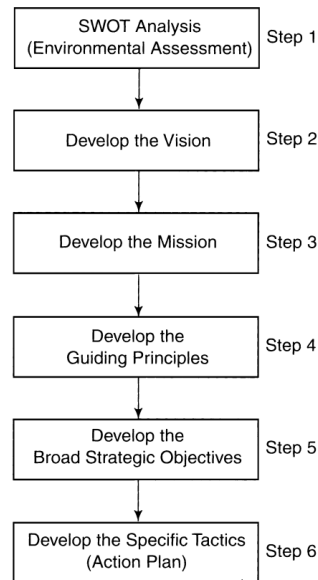 SWOT Analysis
(Environmental Assessment)
Step 1
Develop the Vision
Step 2
Develop the Mission
Step 3
Develop the
Guiding Principles
Step 4
Develop the
Broad Strategic Objectives
Step 5
Develop the Specific Tactics
(Action Plan)
Step 6